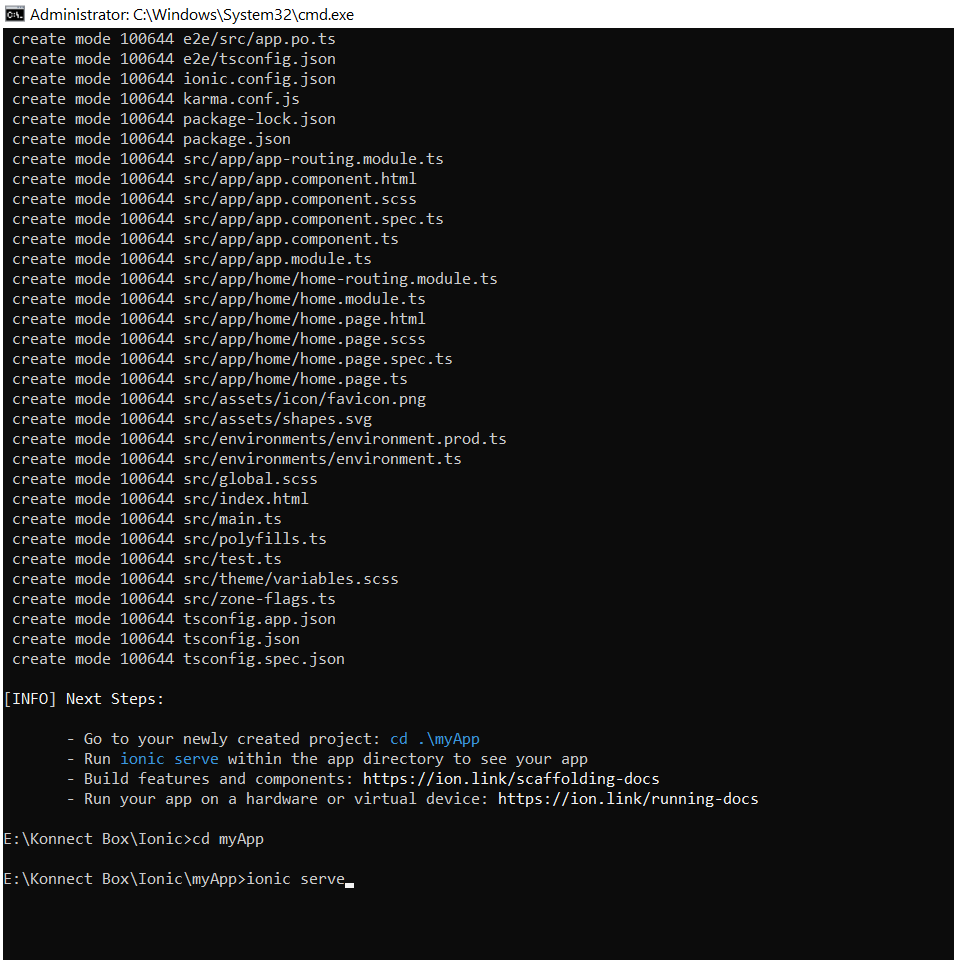 Administrator: C:\Windows\System32\cmd.exe
create mode 100644 e2e/src/app.po.ts
create mode 100644 e2e/tsconfig.json
create mode 100644 ionic.config.json
create mode 100644 karma.conf.js
create mode 100644 package-lock.json
create mode 100644 package.json
create mode 100644 src/app/app-routing.module.ts
create mode 100644 src/app/app.component.html
create mode 100644 src/app/app.component.scss
create mode 100644 src/app/app.component.spec.ts
create mode 100644 src/app/app.component.ts
create mode 100644 src/app/app.module.ts
create mode 100644 src/app/home/home-routing.module.ts
create mode 100644 src/app/home/home.module.ts
create mode 100644 src/app/home/home.page.html
create mode 100644 src/app/home/home.page.scss
create mode 100644 src/app/home/home.page.spec.ts
create mode 100644 src/app/home/home.page.ts
create mode 100644 src/assets/icon/favicon.png
create mode 100644 src/assets/shapes.svg
create mode 100644 src/environments/environment.prod.ts
create mode 100644 src/environments/environment.ts
create mode 100644 src/global.scss
create mode 100644 src/index.html
create mode 100644 src/main.ts
create mode 100644 src/polyfills.ts
create mode 100644 src/test.ts
create mode 100644 src/theme/variables.scss
create mode 100644 src/zone-flags.ts
create mode 100644 tsconfig.app.json
create mode 100644 tsconfig.json
create mode 100644 tsconfig.spec.json
[INFO] Next Steps:
- Go to your newly created project: cd .\myApp
- Run ionic serve within the app directory to see your app
- Build features and components: https://ion.link/scaffolding-docs
- Run your app on a hardware or virtual device: https://ion.link/running-docs
E:\Konnect Box\Ionic>cd myApp
E:\Konnect Box\Ionic\myApp>ionic serve